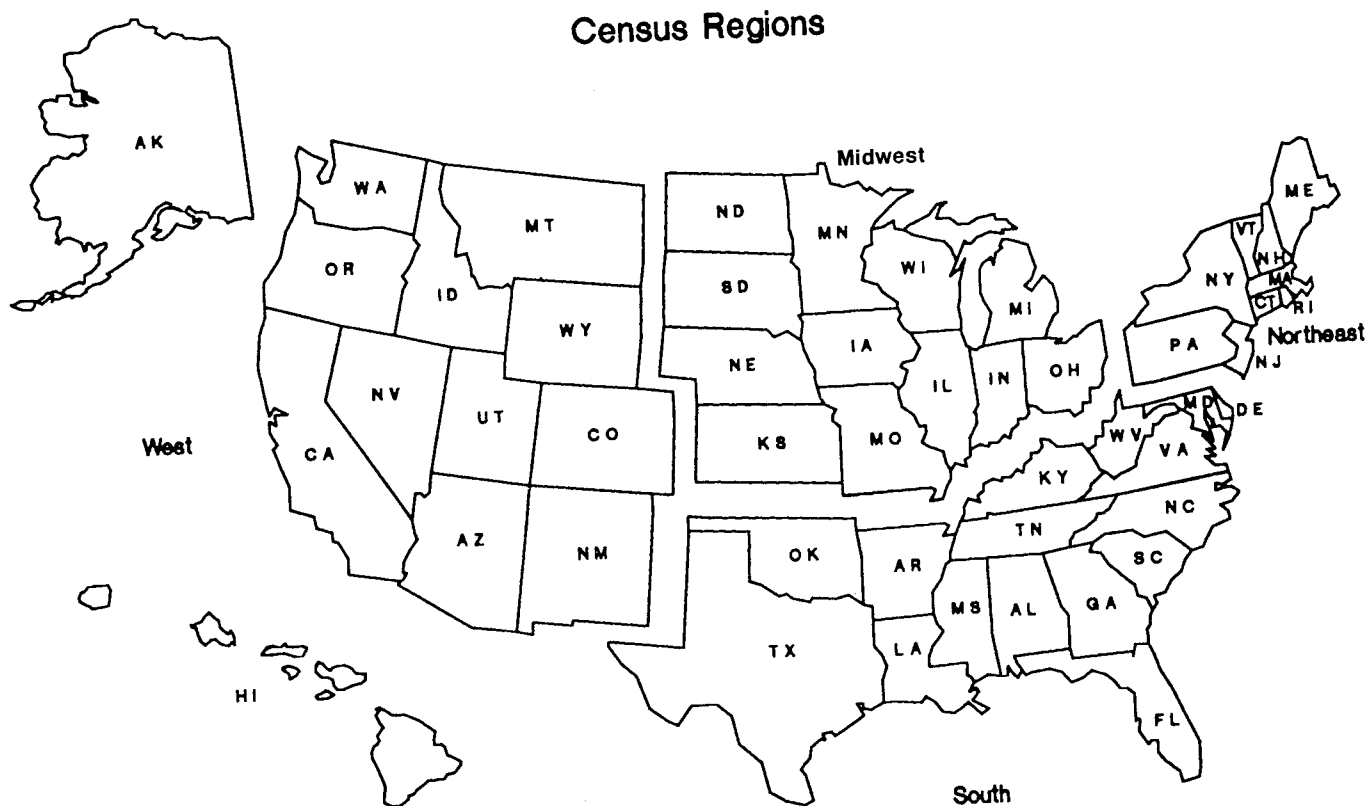 Census Regions
AK
WA
MT
ND
MN
Midwest
ME
VT
NH
OR
ID
SD
WI
MI
NY
MA
CT
RI
WY
NE
IA
IL
IN
OH
PA
Northeast
NJ
NV
UT
CO
KS
MO
WV
MD
DE
VA
West
CA
KY
NC
AZ
NM
OK
AR
TN
SC
MS
AL
GA
TX
LA
HI
FL
South